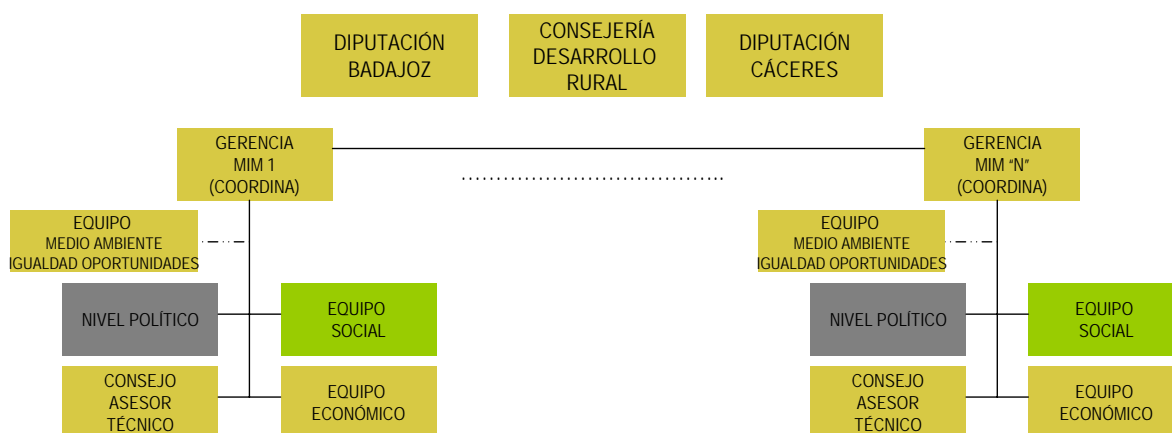 DIPUTACIÓN
BADAJOZ
CONSEJERÍA
DESARROLLO
RURAL
DIPUTACIÓN
CÁCERES
GERENCIA
MIM 1
(COORDINA)
GERENCIA
MIM “N”
(COORDINA)
EQUIPO
MEDIO AMBIENTE
IGUALDAD OPORTUNIDADES
EQUIPO
MEDIO AMBIENTE
IGUALDAD OPORTUNIDADES
NIVEL POLÍTICO
EQUIPO
SOCIAL
NIVEL POLÍTICO
EQUIPO
SOCIAL
CONSEJO
ASESOR
TÉCNICO
EQUIPO
ECONÓMICO
CONSEJO
ASESOR
TÉCNICO
EQUIPO
ECONÓMICO